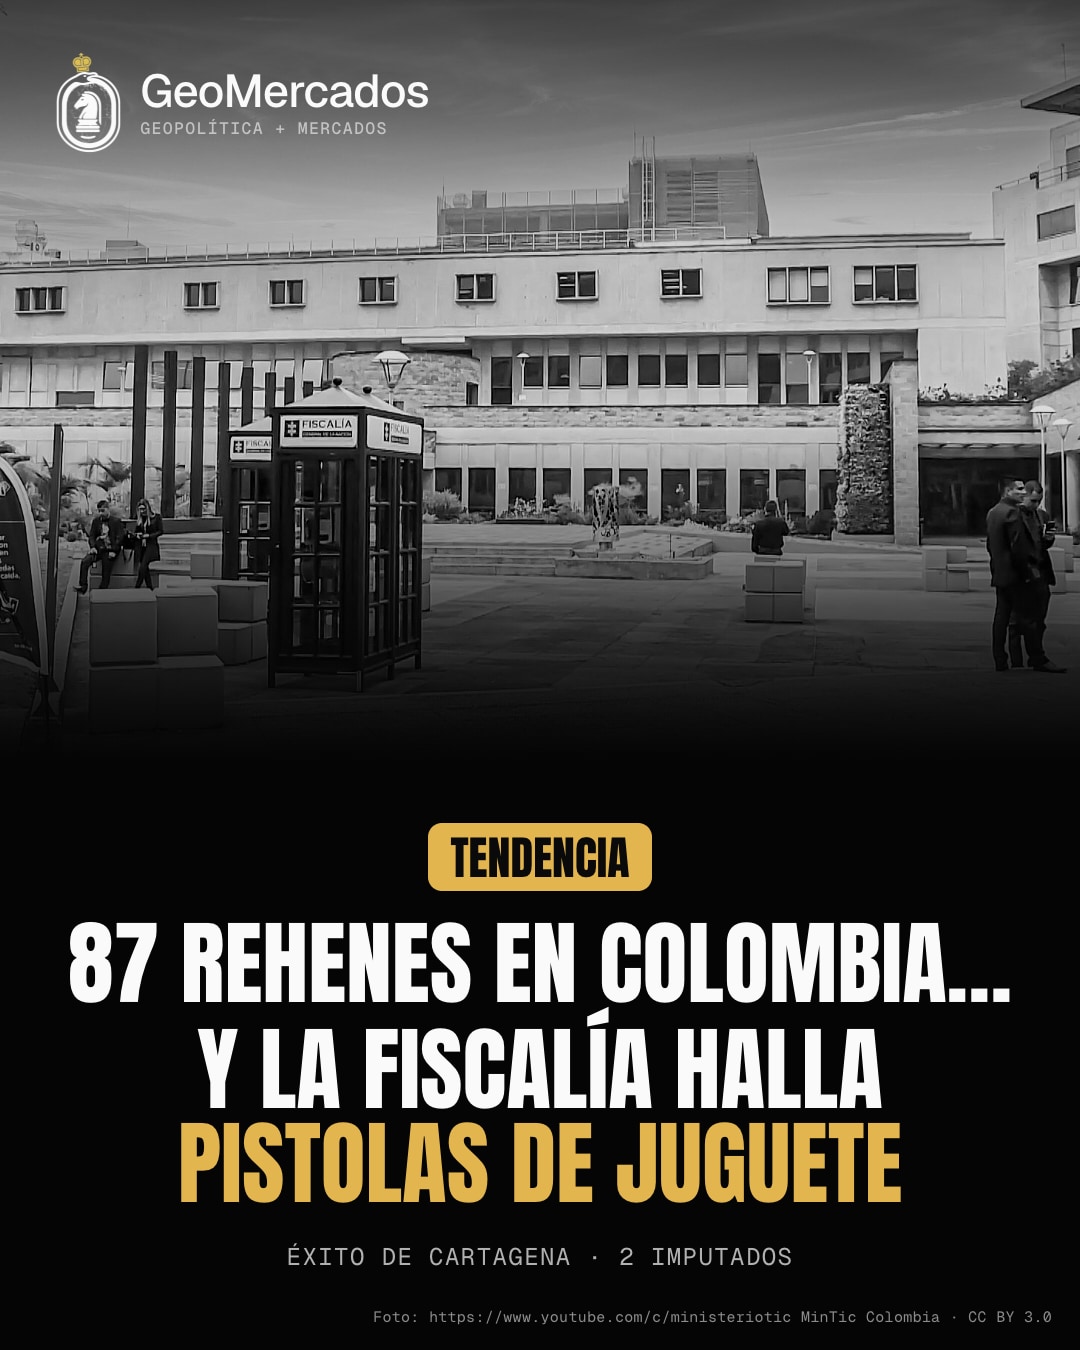 GeoMercados
GEOPOLÍTICA + MERCADOS
FISCALÍA
FISCALÍA
TENDENCIA
87 REHENES EN COLOMBIA...
Y LA FISCALÍA HALLA
PISTOLAS DE JUGUETE
ÉXITO DE CARTAGENA · 2 IMPUTADOS
Foto: https://www.youtube.com/c/ministeriotic MinTic Colombia · CC BY 3.0